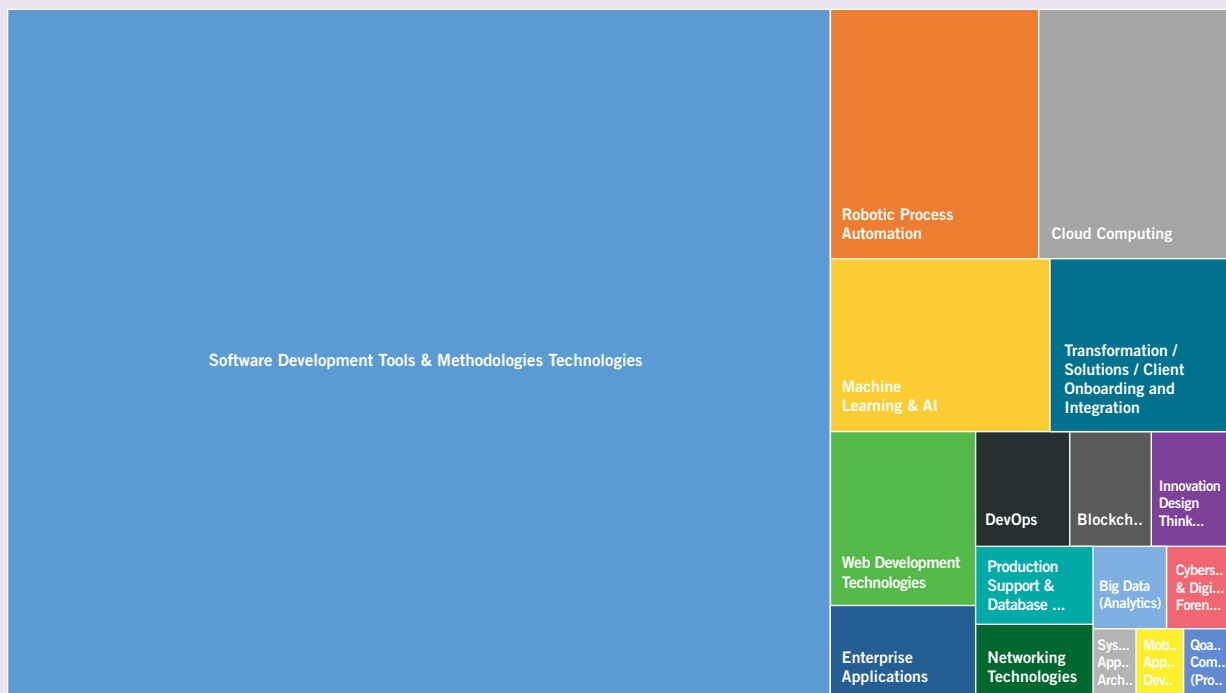 Software Development Tools & Methodologies Technologies
Robotic Process
Automation
Cloud Computing
Machine
Learning & AI
Transformation /
Solutions / Client
Onboarding and
Integration
Web Development
Technologies
DevOps
Blockch..
Innovation
Design
Think...
Production
Support &
Database ...
Big Data
(Analytics)
Cybers..
& Digi...
Foren...
Enterprise
Applications
Networking
Technologies
Sys...
App..
Arch..
Mob..
App..
Dev..
Qoa..
Com..
(Pro..